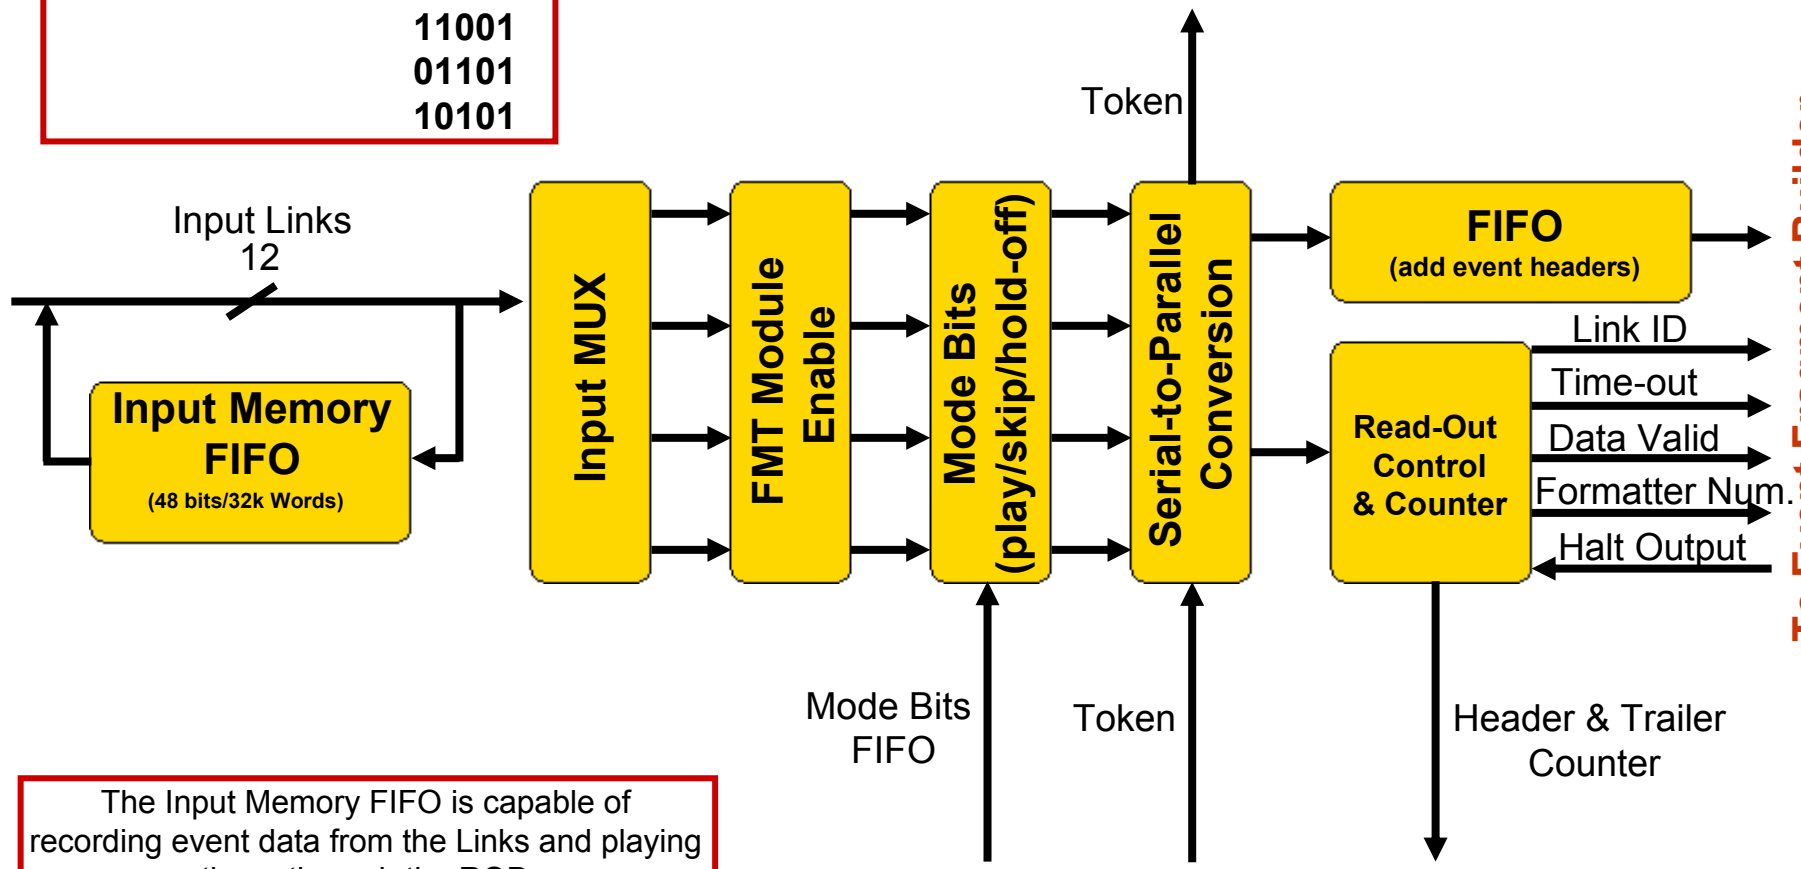 11001
01101
10101
Token
Input Links
12
Input Memory
FIFO
(48 bits/32k Words)
Input MUX
FMT Module
Enable
Mode Bits
(play/skip/hold-off)
Serial-to-Parallel
Conversion
FIFO
(add event headers)
Read-Out
Control
& Counter
Link ID
Time-out
Data Valid
Formatter Num.
Halt Output
Mode Bits
FIFO
Token
Header & Trailer
Counter
The Input Memory FIFO is capable of
recording event data from the Links and playing